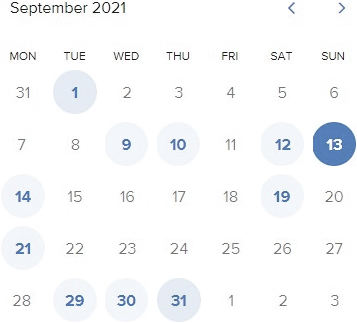 September 2021
MON TUE WED THU FRI SAT SUN
31 1 2 3 4 5 6
7 8 9 10 11 12 13
14 15 16 17 18 19 20
21 22 23 24 25 26 27
28 29 30 31 1 2 3